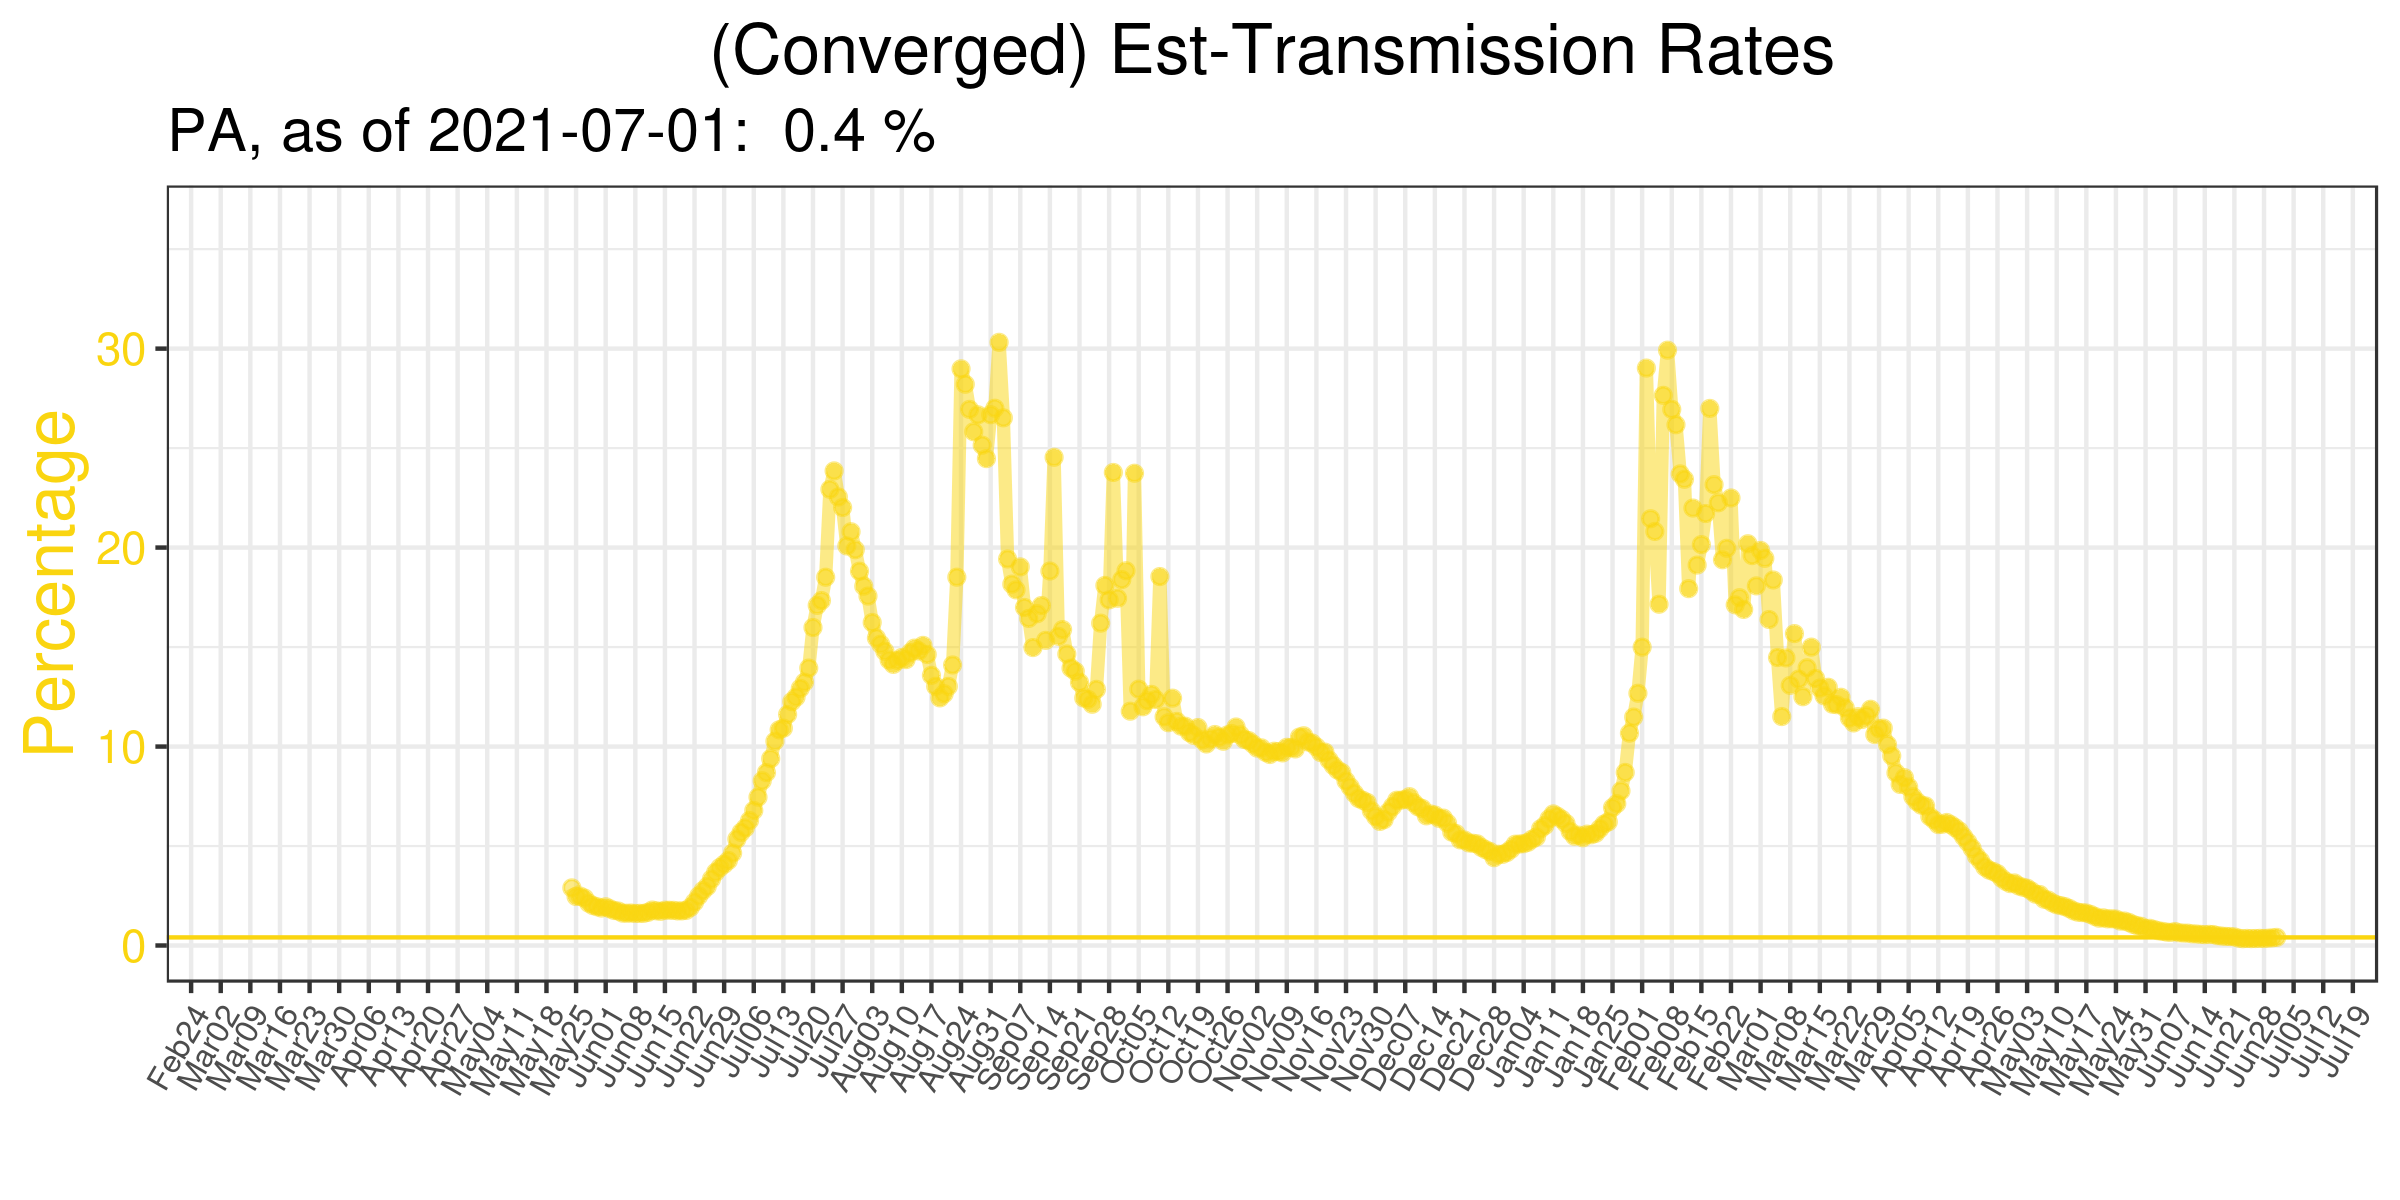 (Converged) Est-Transmission Rates
PA, as of 2021-07-01:  0.4 %
Percentage
30
20
10
0
Feb24
Mar02
Mar09
Mar16
Mar23
Mar30
Apr06
Apr13
Apr20
Apr27
May04
May11
May18
May25
Jun01
Jun08
Jun15
Jun22
Jun29
Jul06
Jul13
Jul20
Jul27
Aug03
Aug10
Aug17
Aug24
Aug31
Sep07
Sep14
Sep21
Sep28
Oct05
Oct12
Oct19
Oct26
Nov02
Nov09
Nov16
Nov23
Nov30
Dec07
Dec14
Dec21
Dec28
Jan04
Jan11
Jan18
Jan25
Feb01
Feb08
Feb15
Feb22
Mar01
Mar08
Mar15
Mar22
Mar29
Apr05
Apr12
Apr19
Apr26
May03
May10
May17
May24
May31
Jun07
Jun14
Jun21
Jun28
Jul05
Jul12
Jul19